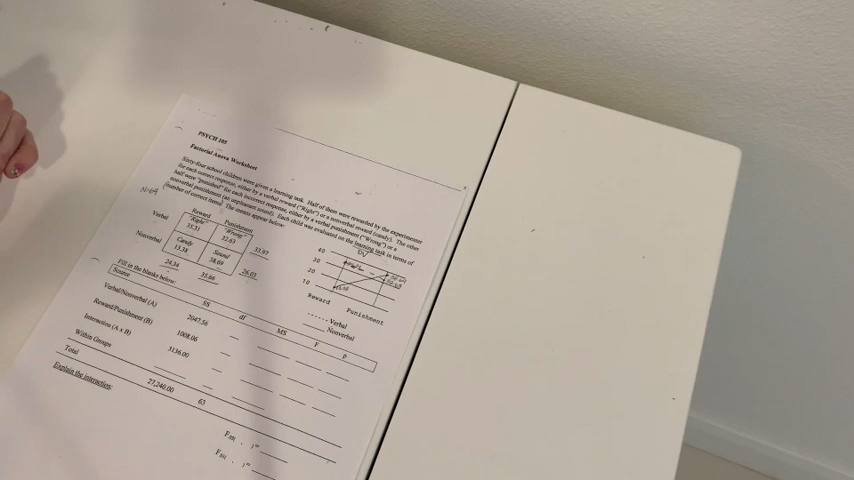 PSYCH 105
Factorial Anova Worksheet
Sixty-four school children were given a learning task. Half of them were rewarded by the experimenter
for each correct response, either by a verbal reward ("Right") or a nonverbal reward (candy). The other
half were "punished" for each incorrect response, either by a verbal punishment ("Wrong") or a
nonverbal punishment (an unpleasant sound). Each child was evaluated on the learning task in terms of
(number of correct items). The means appear below:
N=64
Reward Punishment
Verbal "Right" 35.31 "Wrong" 32.63 33.97
Nonverbal Candy 13.38 Sound 38.69 26.03
24.34 35.66
DV
40
30
20
10
Reward Punishment
Verbal
Nonverbal
Fill in the blanks below:
Source SS df MS F p
Verbal/Nonverbal (A) 2047.56
Reward/Punishment (B) 1008.06
Interaction (A x B) 3136.00
Within Groups
Total 27,240.00 63
Explain the interaction: